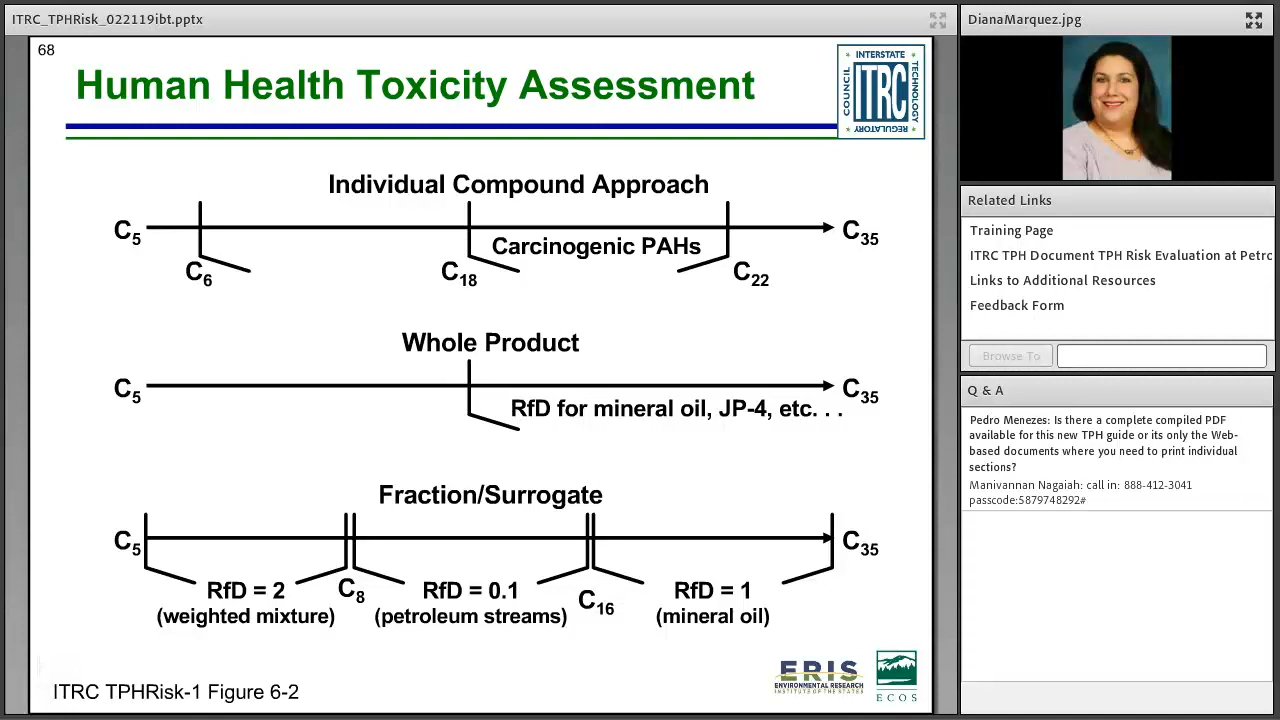 ITRC_TPHRisk_022119ibt.pptx
68
Human Health Toxicity Assessment
INTERSTATE
COUNCIL
ITRC
TECHNOLOGY
REGULATORY
Individual Compound Approach
C5
C35
Carcinogenic PAHs
C6
C18
C22
Whole Product
C5
C35
RfD for mineral oil, JP-4, etc. . .
Fraction/Surrogate
C5
C35
RfD = 2
C8
RfD = 0.1
C16
RfD = 1
(weighted mixture)
(petroleum streams)
(mineral oil)
ITRC TPHRisk-1 Figure 6-2
ERIS
ENVIRONMENTAL RESEARCH
INSTITUTE OF THE STATES
ECOS
DianaMarquez.jpg
Related Links
Training Page
ITRC TPH Document TPH Risk Evaluation at Petrc
Links to Additional Resources
Feedback Form
Browse To
Q & A
Pedro Menezes: Is there a complete compiled PDF
available for this new TPH guide or its only the Web-
based documents where you need to print individual
sections?
Manivannan Nagaiah: call in: 888-412-3041
passcode:5879748292#